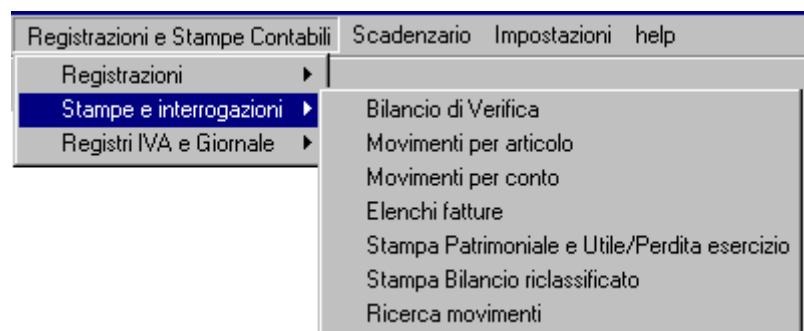 Registrazioni e Stampe Contabili Scadenzario Impostazioni help
Registrazioni
Stampe e interrogazioni
Registri IVA e Giornale
Bilancio di Verifica
Movimenti per articolo
Movimenti per conto
Elenchi fatture
Stampa Patrimoniale e Utile/Perdita esercizio
Stampa Bilancio riclassificato
Ricerca movimenti